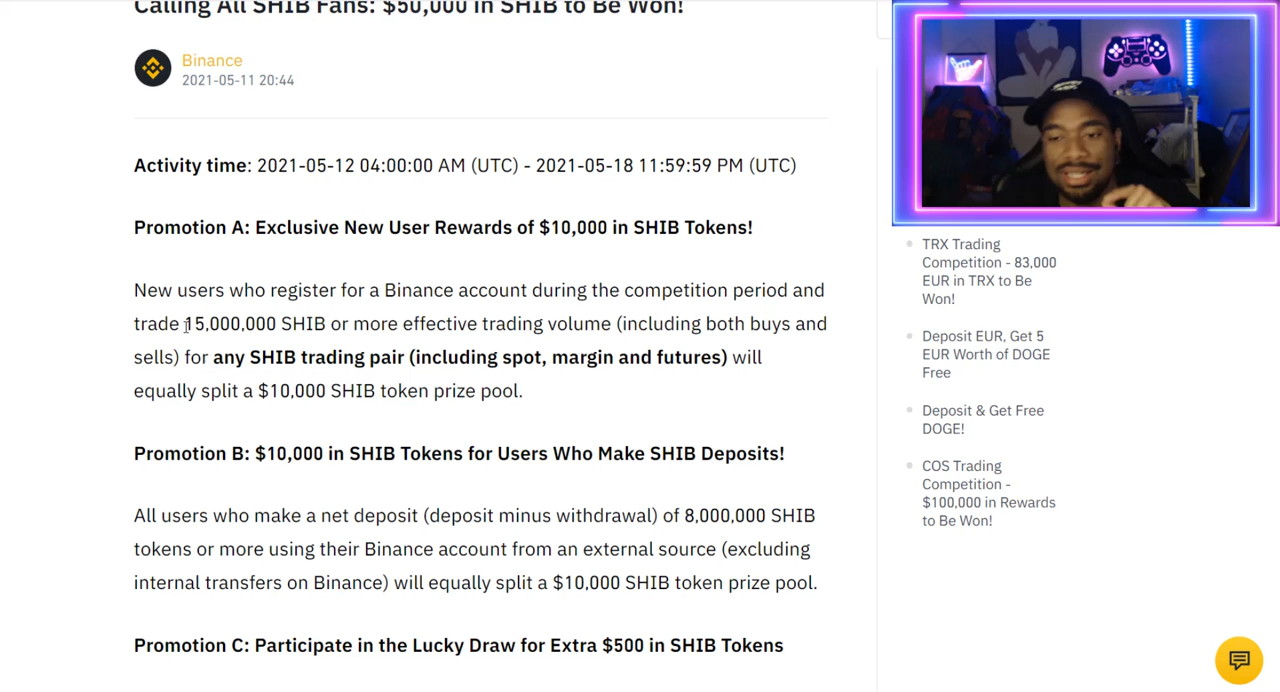 Calling All SHIB Fans: $50,000 in SHIB to Be Won!
Binance
2021-05-11 20:44
Activity time: 2021-05-12 04:00:00 AM (UTC) - 2021-05-18 11:59:59 PM (UTC)
Promotion A: Exclusive New User Rewards of $10,000 in SHIB Tokens!
New users who register for a Binance account during the competition period and
trade 15,000,000 SHIB or more effective trading volume (including both buys and
sells) for any SHIB trading pair (including spot, margin and futures) will
equally split a $10,000 SHIB token prize pool.
Promotion B: $10,000 in SHIB Tokens for Users Who Make SHIB Deposits!
All users who make a net deposit (deposit minus withdrawal) of 8,000,000 SHIB
tokens or more using their Binance account from an external source (excluding
internal transfers on Binance) will equally split a $10,000 SHIB token prize pool.
Promotion C: Participate in the Lucky Draw for Extra $500 in SHIB Tokens
TRX Trading
Competition - 83,000
EUR in TRX to Be
Won!
Deposit EUR, Get 5
EUR Worth of DOGE
Free
Deposit & Get Free
DOGE!
COS Trading
Competition -
$100,000 in Rewards
to Be Won!